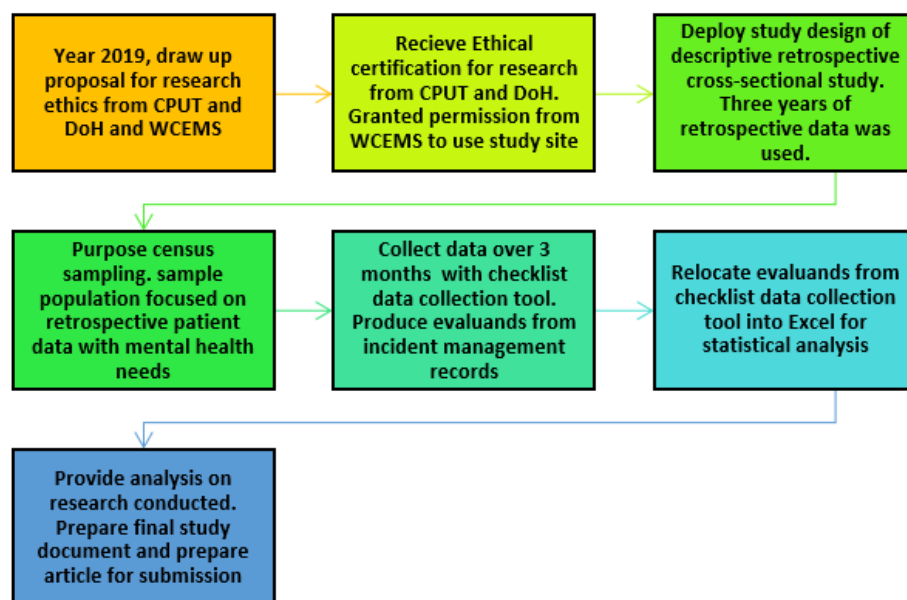 Year 2019, draw up
proposal for research
ethics from CPUT and
DoH and WCEMS
Recieve Ethical
certification for research
from CPUT and DoH.
Granted permission from
WCEMS to use study site
Deploy study design of
descriptive retrospective
cross-sectional study.
Three years of
retrospective data was
used.
Purpose census
sampling. sample
population focused on
retrospective patient
data with mental health
needs
Collect data over 3
months with checklist
data collection tool.
Produce evaluands from
incident management
records
Relocate evaluands from
checklist data collection
tool into Excel for
statistical analysis
Provide analysis on
research conducted.
Prepare final study
document and prepare
article for submission